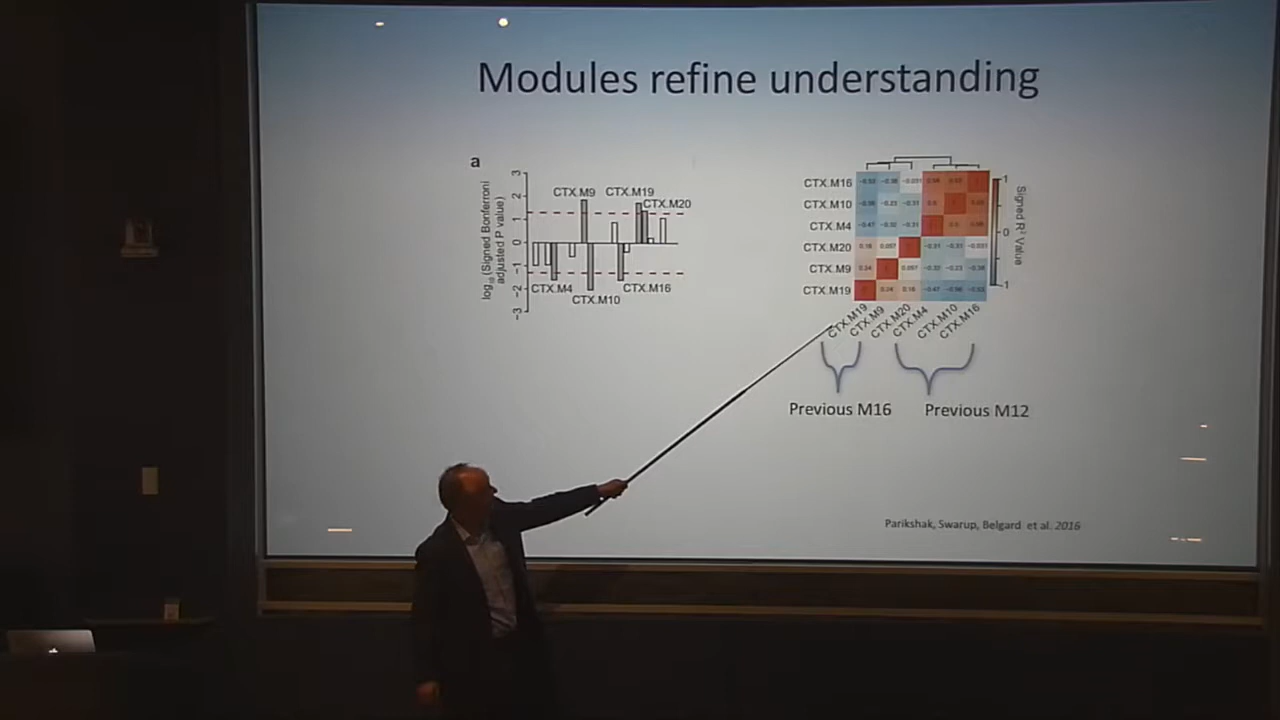 Modules refine understanding
a
log₁₀ (Signed Bonferroni
adjusted P value)
3
2
1
0
−1
−2
−3
CTX.M9
CTX.M19
CTX.M20
CTX.M4
CTX.M10
CTX.M16
CTX.M16
CTX.M10
CTX.M4
CTX.M20
CTX.M9
CTX.M19
CTX.M19
CTX.M9
CTX.M20
CTX.M4
CTX.M10
CTX.M16
1
0
−1
Signed R² Value
Previous M16
Previous M12
Parikshak, Swarup, Belgard et al. 2016